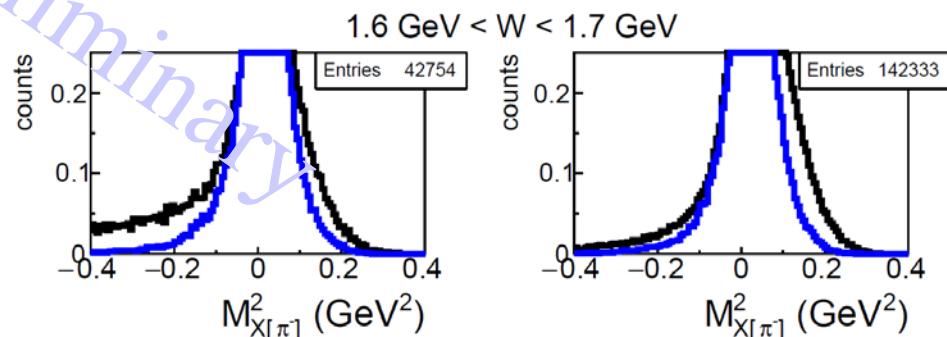 1.6 GeV < W < 1.7 GeV
counts
0.2
0.1
0
−0.4 −0.2 0 0.2 0.4
M²X[π-] (GeV²)
Entries 42754
counts
0.2
0.1
0
−0.4 −0.2 0 0.2 0.4
M²X[π-] (GeV²)
Entries 142333